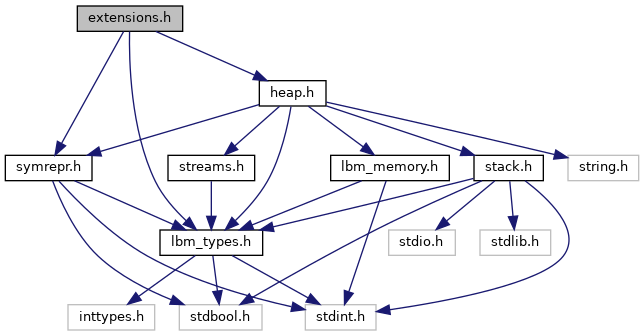 extensions.h
heap.h
symrepr.h
streams.h
lbm_memory.h
stack.h
string.h
lbm_types.h
stdio.h
stdlib.h
inttypes.h
stdbool.h
stdint.h